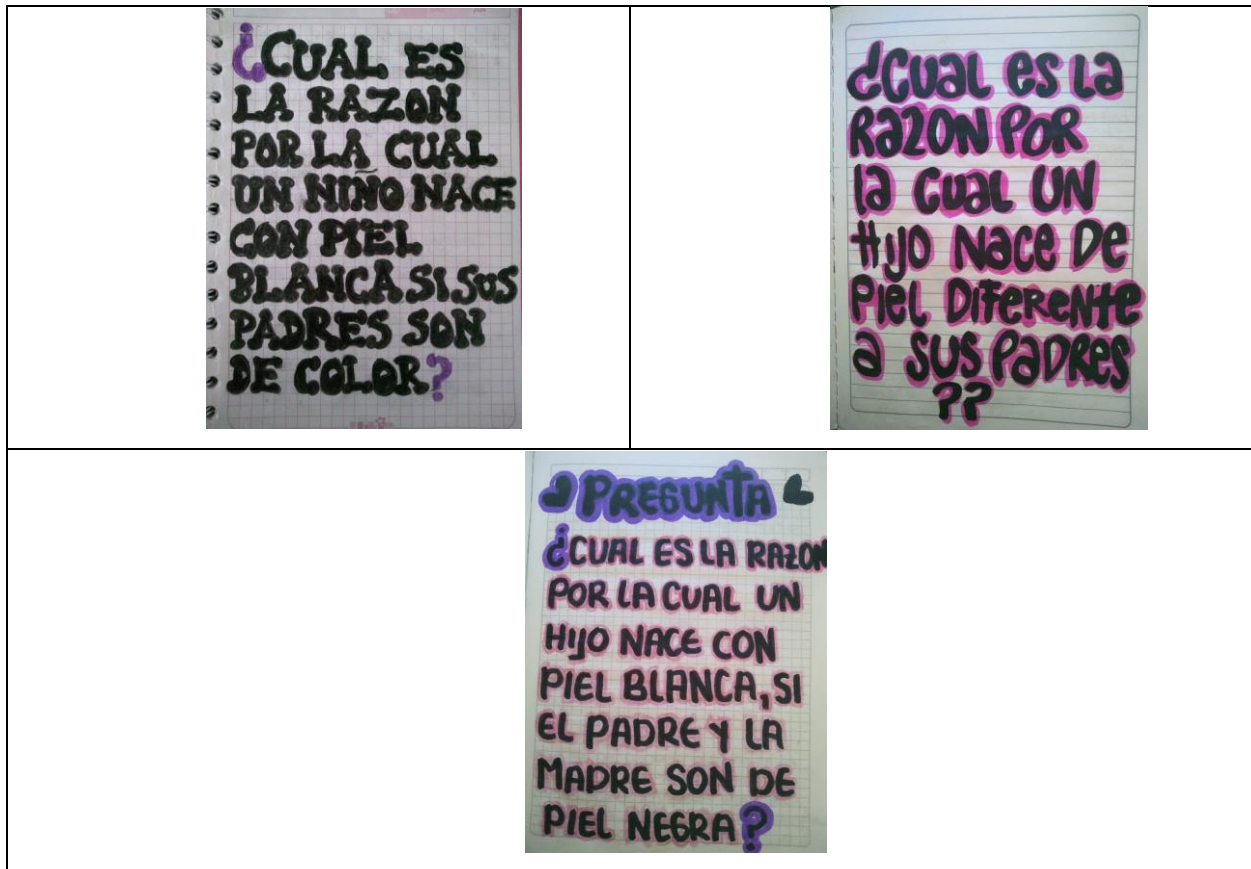 ¿CUAL ES
LA RAZON
POR LA CUAL
UN NIÑO NACE
CON PIEL
BLANCA SI SUS
PADRES SON
DE COLOR?
¿CUAL ES LA
RAZON POR
la CUAL UN
HIJO NACE DE
PIEL DIFERENTE
a SUS PADRES
??
PREGUNTA
¿CUAL ES LA RAZON
POR LA CUAL UN
HIJO NACE CON
PIEL BLANCA, SI
EL PADRE Y LA
MADRE SON DE
PIEL NEGRA?